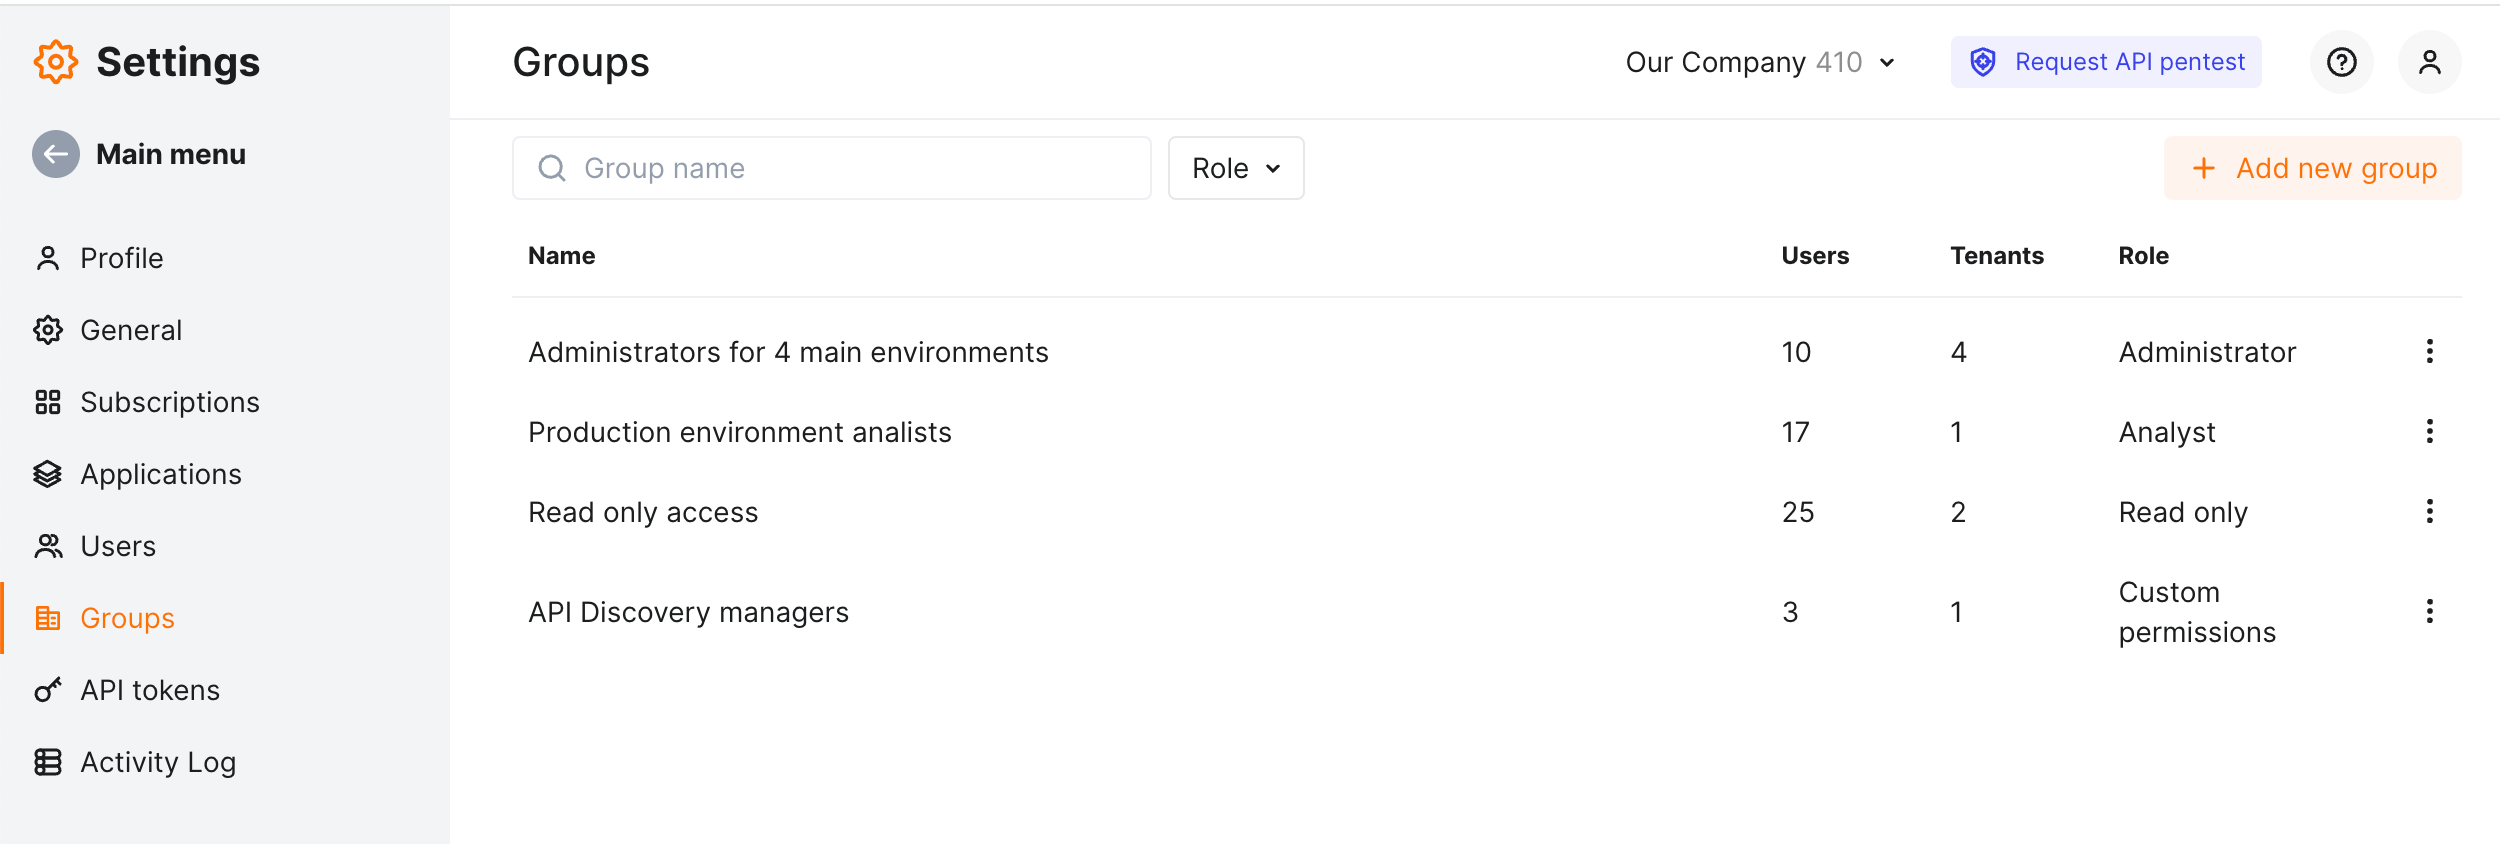 Settings
Main menu
Profile
General
Subscriptions
Applications
Users
Groups
API tokens
Activity Log
Groups
Our Company 410
Request API pentest
Group name
Role
Add new group
Name Users Tenants Role
Administrators for 4 main environments 10 4 Administrator
Production environment analists 17 1 Analyst
Read only access 25 2 Read only
API Discovery managers 3 1 Custom
permissions